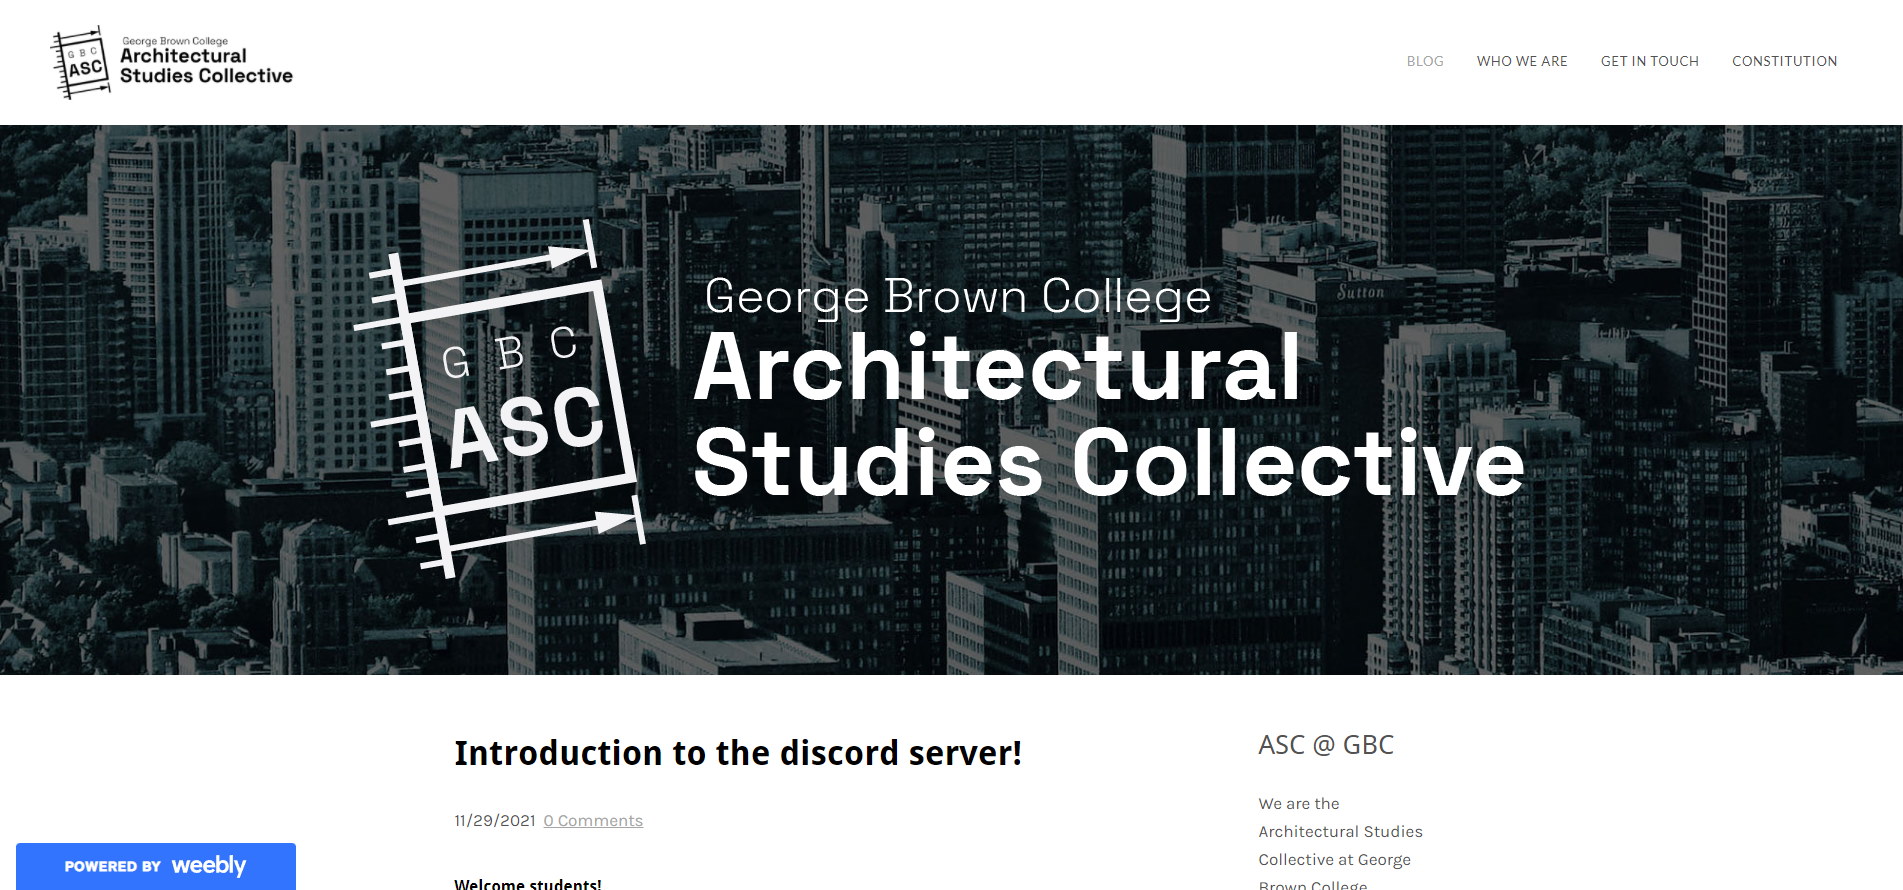 G B C
ASC
George Brown College
Architectural
Studies Collective
BLOG WHO WE ARE GET IN TOUCH CONSTITUTION
G B C
ASC
George Brown College
Architectural
Studies Collective
Sutton
Introduction to the discord server!
11/29/2021 0 Comments
Welcome students!
ASC @ GBC
We are the
Architectural Studies
Collective at George
Brown College
POWERED BY weebly